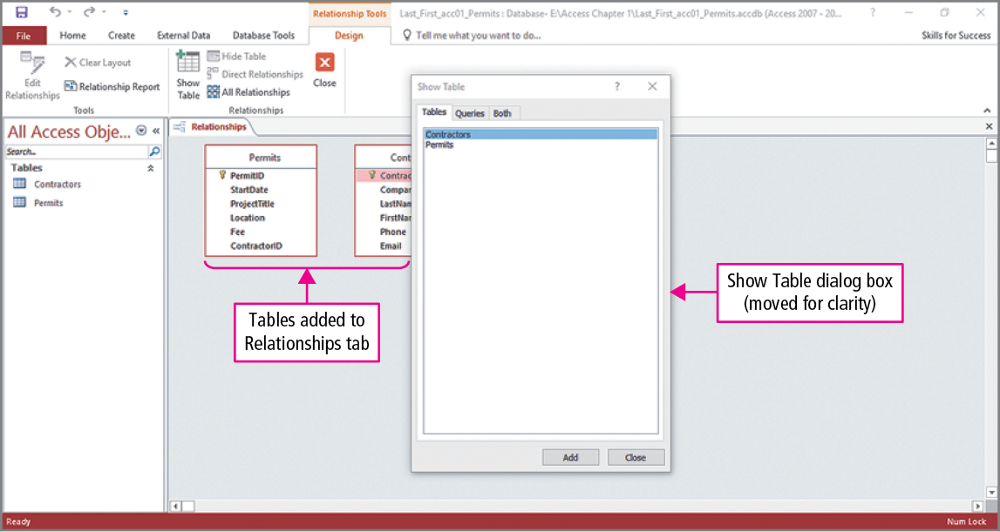 Relationship Tools
Last_First_acc01_Permits : Database- E:\Access Chapter 1\Last_First_acc01_Permits.accdb (Access 2007 - 20...
?
File
Home
Create
External Data
Database Tools
Design
Tell me what you want to do...
Skills for Success
Edit
Relationships
Clear Layout
Relationship Report
Tools
Show
Table
Hide Table
Direct Relationships
All Relationships
Relationships
Close
All Access Obje...
Search...
Tables
Contractors
Permits
Relationships
Permits
PermitID
StartDate
ProjectTitle
Location
Fee
ContractorID
Cont
Contrac
Compar
LastNam
FirstNar
Phone
Email
Show Table
?
Tables
Queries
Both
Contractors
Permits
Add
Close
Tables added to
Relationships tab
Show Table dialog box
(moved for clarity)
Ready
Num Lock